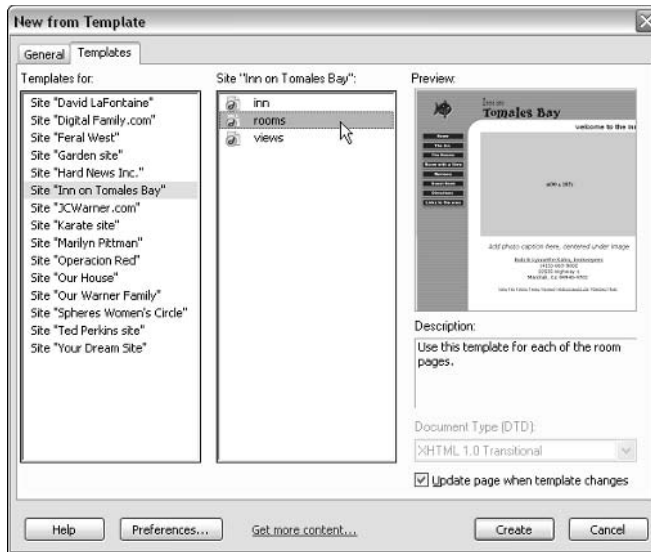 New from Template
General
Templates
Templates for:
Site "David LaFontaine"
Site "Digital Family.com"
Site "Feral West"
Site "Garden site"
Site "Hard News Inc."
Site "Inn on Tomales Bay"
Site "JCWarner.com"
Site "Karate site"
Site "Marilyn Pittman"
Site "Operacion Red"
Site "Our House"
Site "Our Warner Family"
Site "Spheres Women's Circle"
Site "Ted Perkins site"
Site "Your Dream Site"
Site "Inn on Tomales Bay":
inn
rooms
views
Preview:
Inn on
Tomales Bay
welcome to the inn
Home
The Inn
Add photo caption here, centered under image
Description:
Use this template for each of the room
pages.
Document Type (DTD):
XHTML 1.0 Transitional
Update page when template changes
Help
Preferences...
Get more content...
Create
Cancel